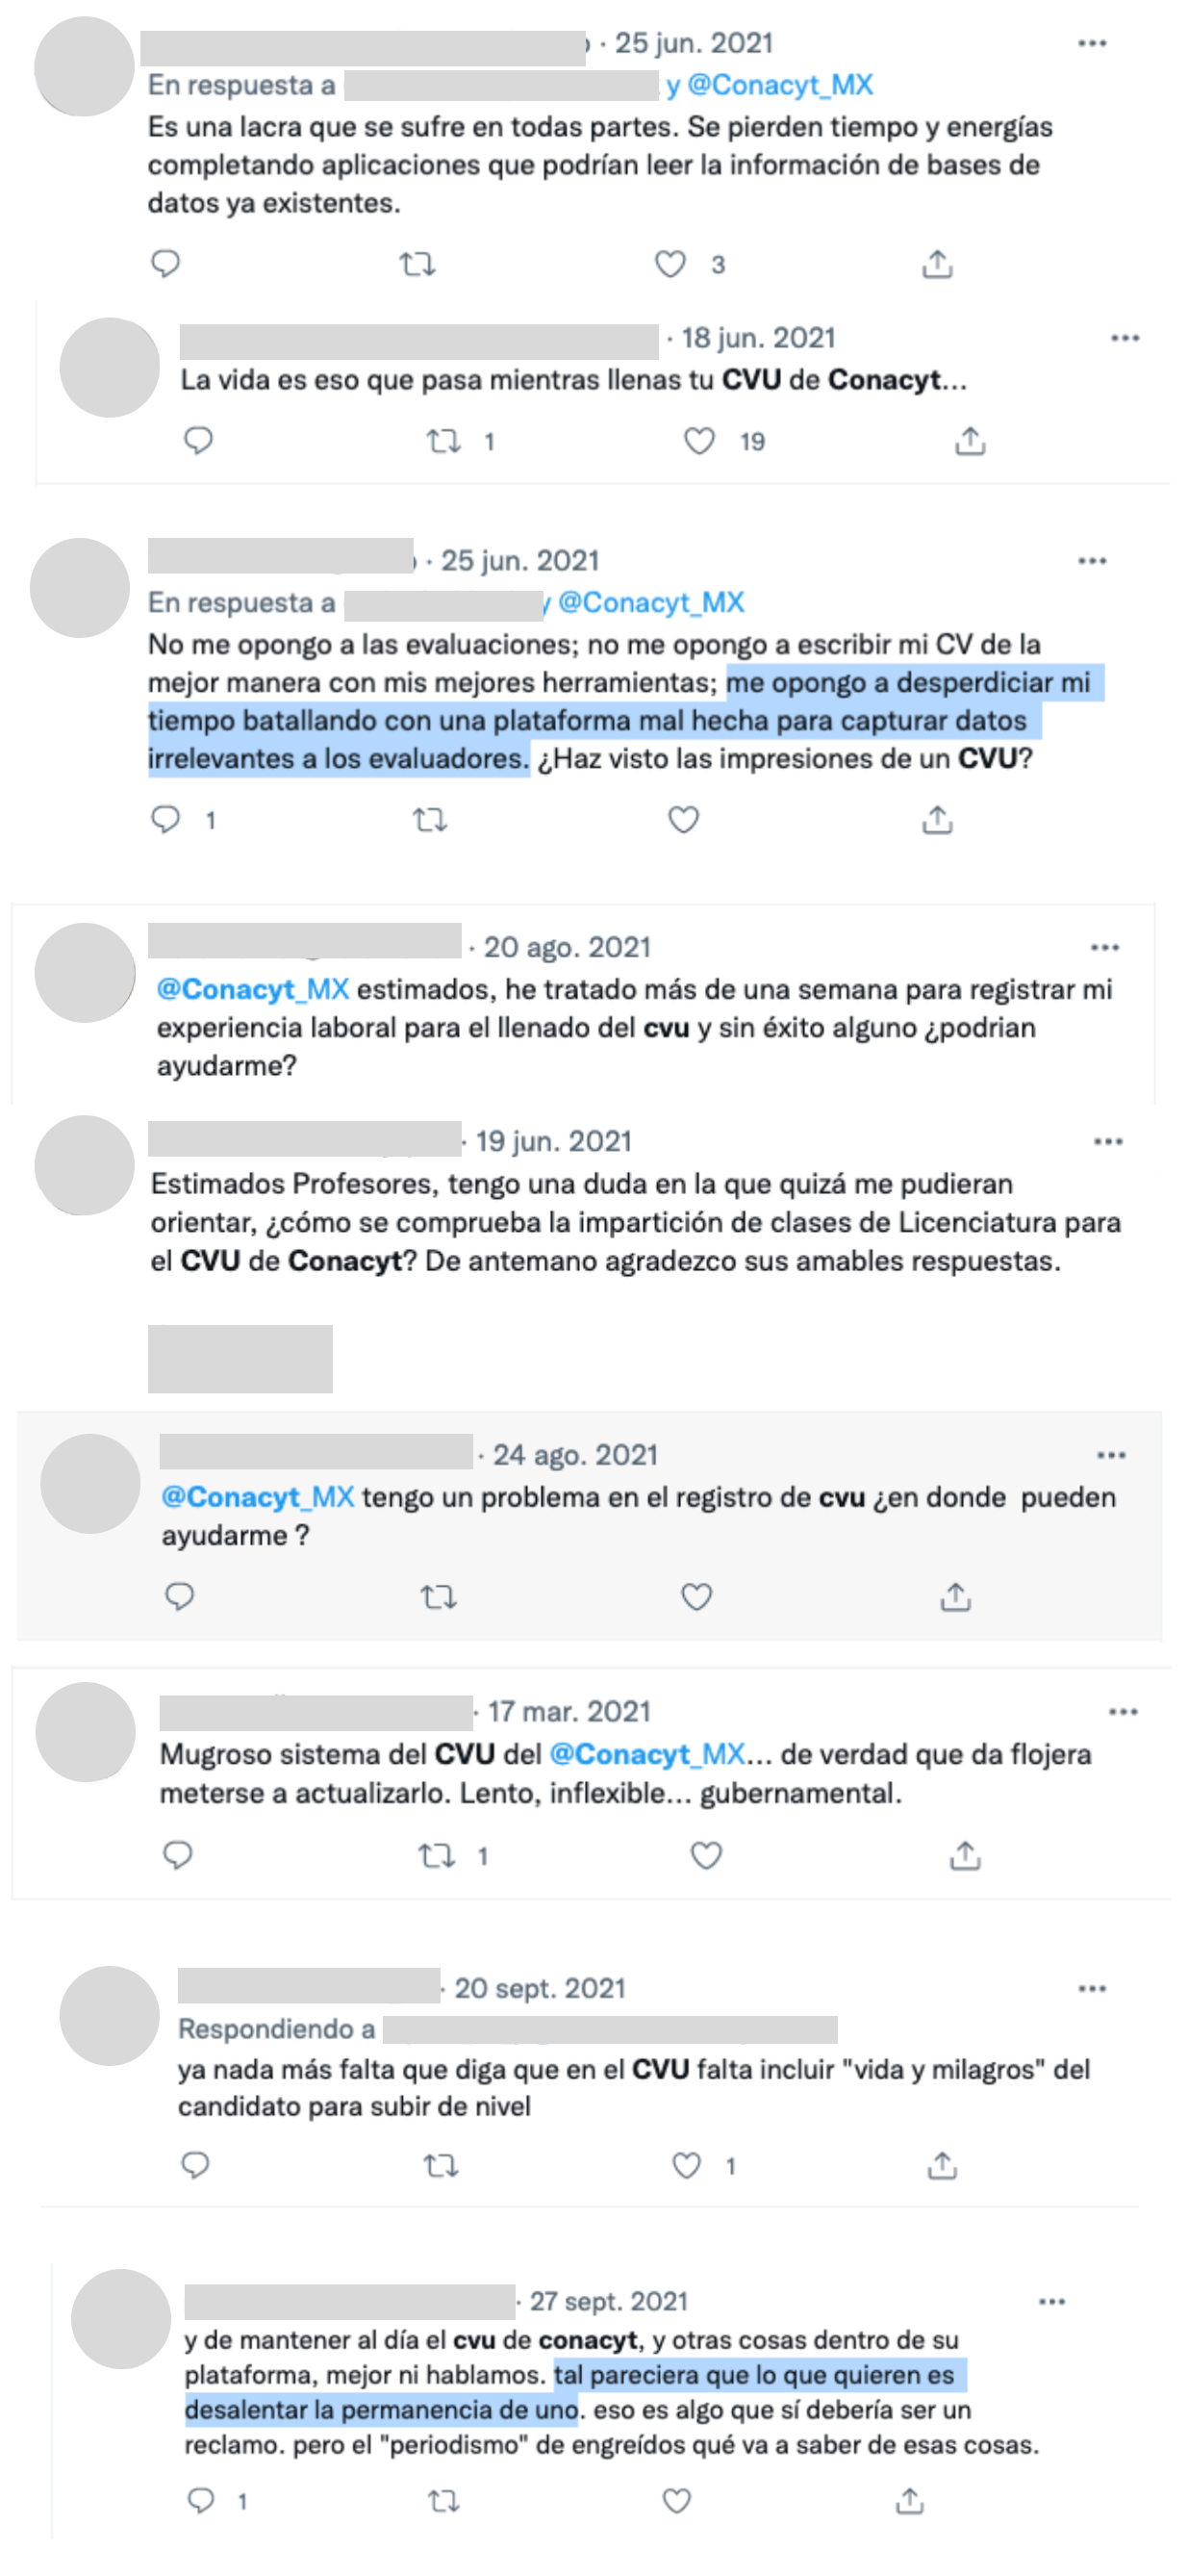 · 25 jun. 2021
En respuesta a y @Conacyt_MX
Es una lacra que se sufre en todas partes. Se pierden tiempo y energías
completando aplicaciones que podrían leer la información de bases de
datos ya existentes.
3
· 18 jun. 2021
La vida es eso que pasa mientras llenas tu CVU de Conacyt...
1 19
· 25 jun. 2021
En respuesta a y @Conacyt_MX
No me opongo a las evaluaciones; no me opongo a escribir mi CV de la
mejor manera con mis mejores herramientas; me opongo a desperdiciar mi
tiempo batallando con una plataforma mal hecha para capturar datos
irrelevantes a los evaluadores. ¿Haz visto las impresiones de un CVU?
1
· 20 ago. 2021
@Conacyt_MX estimados, he tratado más de una semana para registrar mi
experiencia laboral para el llenado del cvu y sin éxito alguno ¿podrian
ayudarme?
· 19 jun. 2021
Estimados Profesores, tengo una duda en la que quizá me pudieran
orientar, ¿cómo se comprueba la impartición de clases de Licenciatura para
el CVU de Conacyt? De antemano agradezco sus amables respuestas.
· 24 ago. 2021
@Conacyt_MX tengo un problema en el registro de cvu ¿en donde pueden
ayudarme ?
· 17 mar. 2021
Mugroso sistema del CVU del @Conacyt_MX... de verdad que da flojera
meterse a actualizarlo. Lento, inflexible... gubernamental.
1
· 20 sept. 2021
Respondiendo a
ya nada más falta que diga que en el CVU falta incluir "vida y milagros" del
candidato para subir de nivel
1
· 27 sept. 2021
y de mantener al día el cvu de conacyt, y otras cosas dentro de su
plataforma, mejor ni hablamos. tal pareciera que lo que quieren es
desalentar la permanencia de uno. eso es algo que sí debería ser un
reclamo. pero el "periodismo" de engreídos qué va a saber de esas cosas.
1